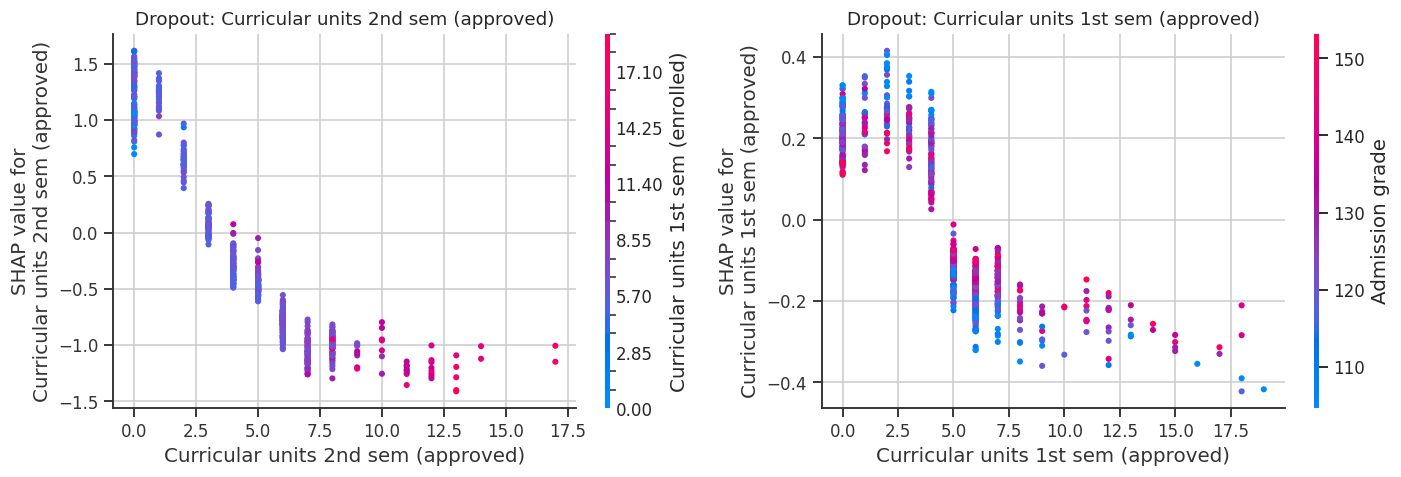 Dropout: Curricular units 2nd sem (approved)
SHAP value for
Curricular units 2nd sem (approved)
1.5
1.0
0.5
0.0
−0.5
−1.0
−1.5
0.0 2.5 5.0 7.5 10.0 12.5 15.0 17.5
Curricular units 2nd sem (approved)
17.10
14.25
11.40
8.55
5.70
2.85
0.00
Curricular units 1st sem (enrolled)
Dropout: Curricular units 1st sem (approved)
SHAP value for
Curricular units 1st sem (approved)
0.4
0.2
0.0
−0.2
−0.4
0.0 2.5 5.0 7.5 10.0 12.5 15.0 17.5
Curricular units 1st sem (approved)
150
140
130
120
110
Admission grade